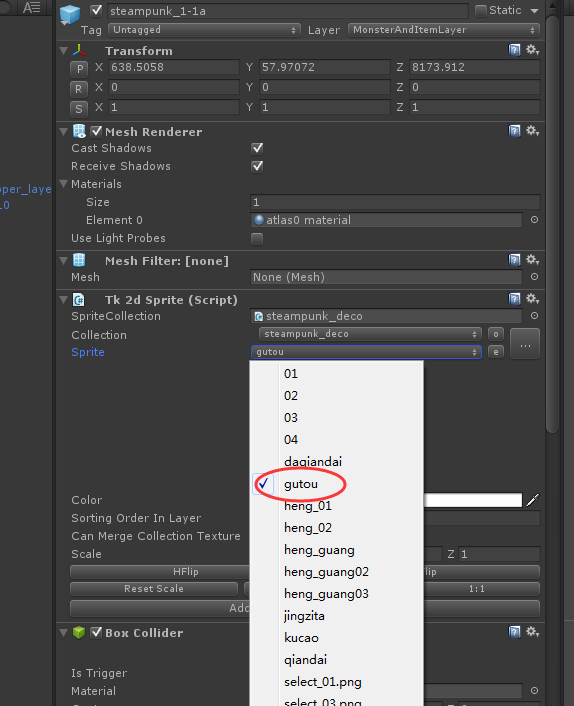 steampunk_1-1a Static
Tag Untagged Layer MonsterAndItemLayer
Transform
P X 638.5058 Y 57.97072 Z 8173.912
R X 0 Y 0 Z 0
S X 1 Y 1 Z 1
Mesh Renderer
Cast Shadows
Receive Shadows
Materials
Size 1
Element 0 atlas0 material
Use Light Probes
Mesh Filter: [none]
Mesh None (Mesh)
Tk 2d Sprite (Script)
SpriteCollection steampunk_deco
Collection steampunk_deco o
Sprite gutou e ...
01
02
03
04
daqiandai
gutou
heng_01
heng_02
heng_guang
heng_guang02
heng_guang03
jingzita
kucao
qiandai
select_01.png
select_03.png
Color
Sorting Order In Layer
Can Merge Collection Texture
Scale Z 1
HFlip
Reset Scale 1:1
Box Collider
Is Trigger
Material